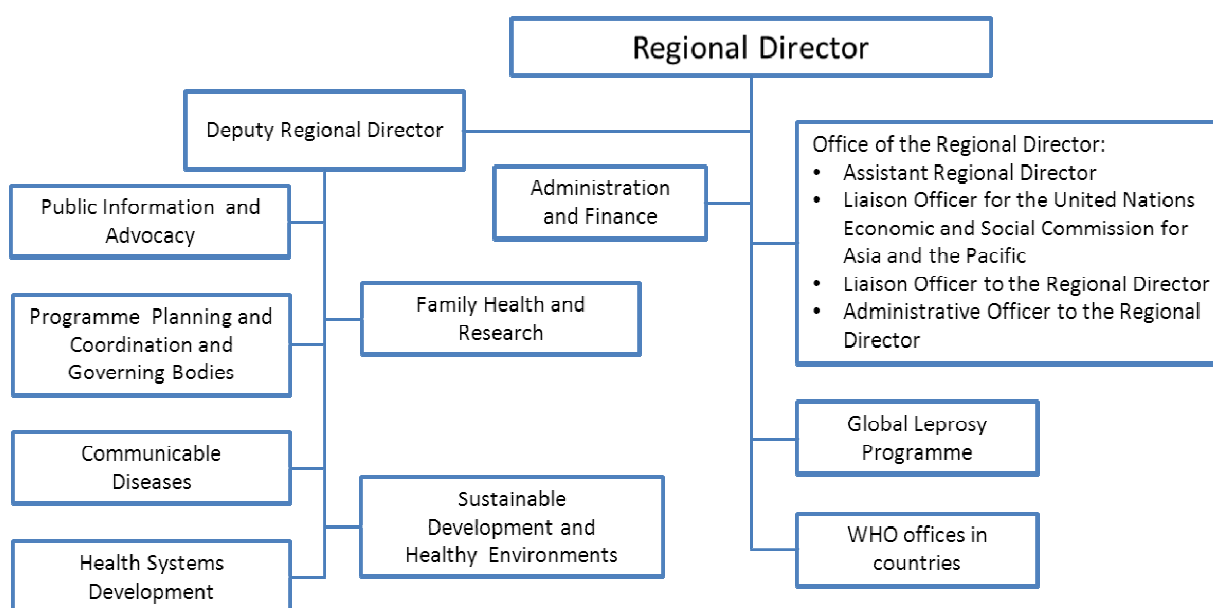 Regional Director
Deputy Regional Director
Office of the Regional Director:
• Assistant Regional Director
• Liaison Officer for the United Nations
Economic and Social Commission for
Asia and the Pacific
• Liaison Officer to the Regional Director
• Administrative Officer to the Regional
Director
Administration
and Finance
Public Information and
Advocacy
Family Health and
Research
Programme Planning and
Coordination and
Governing Bodies
Global Leprosy
Programme
Communicable
Diseases
Sustainable
Development and
Healthy Environments
WHO offices in
countries
Health Systems
Development